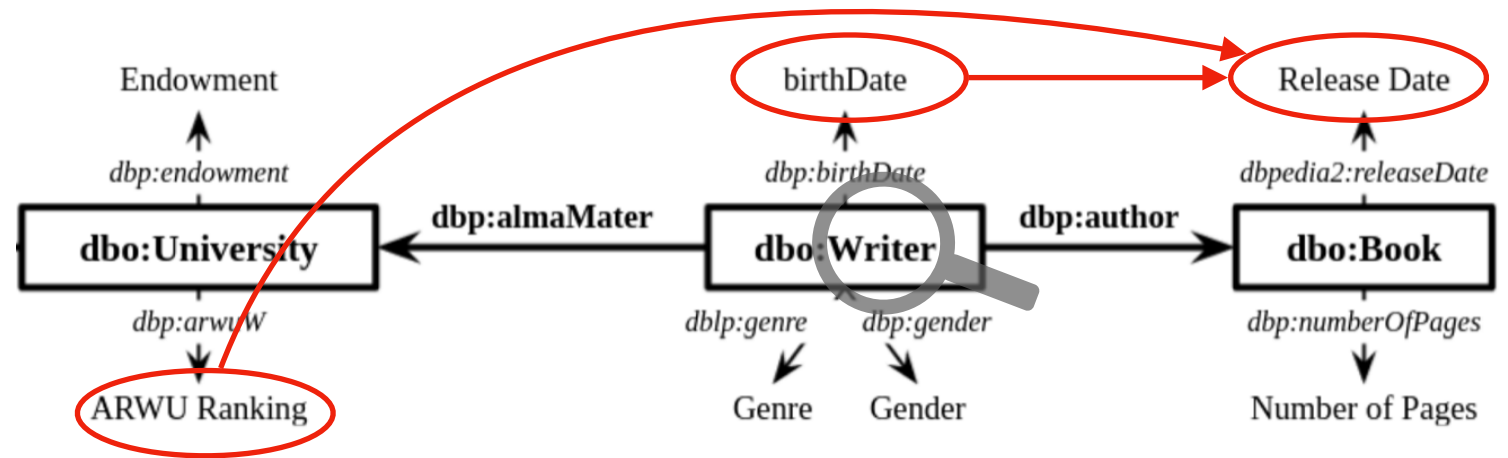 Endowment
birthDate
Release Date
dbp:endowment
dbp:birthDate
dbpedia2:releaseDate
dbp:almaMater
dbp:author
dbo:University
dbo:Writer
dbo:Book
dbp:arwuW
dblp:genre
dbp:gender
dbp:numberOfPages
ARWU Ranking
Genre
Gender
Number of Pages